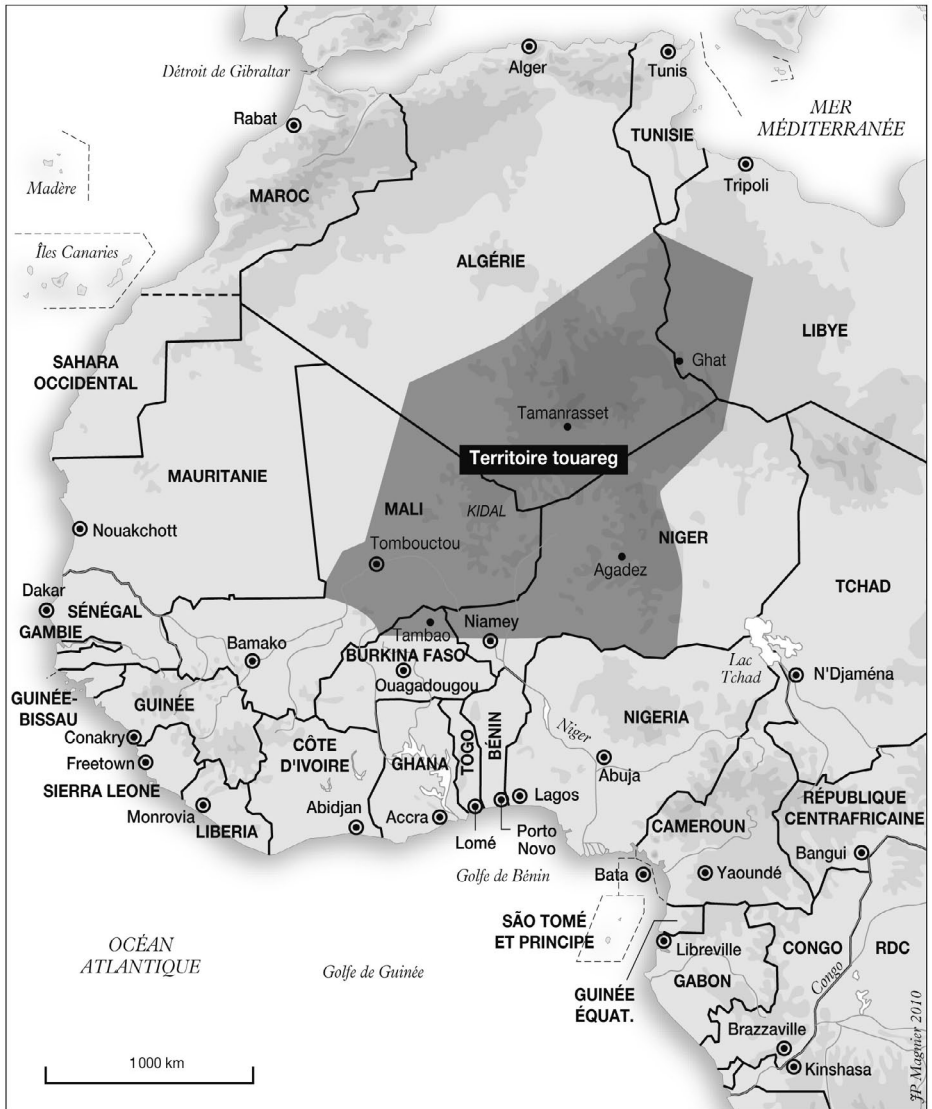 Détroit de Gibraltar
Alger
Tunis
MER
MÉDITERRANÉE
Rabat
TUNISIE
Tripoli
Madère
MAROC
Îles Canaries
ALGÉRIE
LIBYE
SAHARA
OCCIDENTAL
Ghat
Tamanrasset
Territoire touareg
MAURITANIE
MALI
KIDAL
Nouakchott
NIGER
Tombouctou
Agadez
TCHAD
Dakar
SÉNÉGAL
GAMBIE
Bamako
Tambao
Niamey
BURKINA FASO
Ouagadougou
Lac
Tchad
N'Djaména
GUINÉE-
BISSAU
GUINÉE
NIGERIA
Niger
Conakry
Freetown
SIERRA LEONE
CÔTE
D'IVOIRE
GHANA
TOGO
BÉNIN
Abuja
Monrovia
LIBERIA
Abidjan
Accra
Lomé
Porto
Novo
Lagos
CAMEROUN
RÉPUBLIQUE
CENTRAFRICAINE
Bangui
Golfe de Bénin
Bata
Yaoundé
SÃO TOMÉ
ET PRINCIPE
Libreville
CONGO
RDC
OCÉAN
ATLANTIQUE
Golfe de Guinée
GABON
Congo
GUINÉE
ÉQUAT.
Brazzaville
Kinshasa
1 000 km
JP Magnier 2010